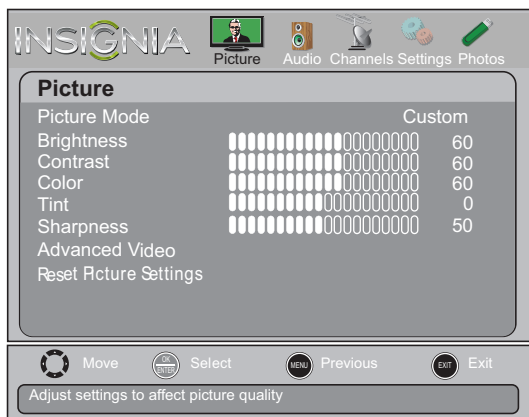 INSIGNIA
Picture Audio Channels Settings Photos
Picture
Picture Mode Custom
Brightness 60
Contrast 60
Color 60
Tint 0
Sharpness 50
Advanced Video
Reset Picture Settings
Move OK ENTER Select MENU Previous EXIT Exit
Adjust settings to affect picture quality